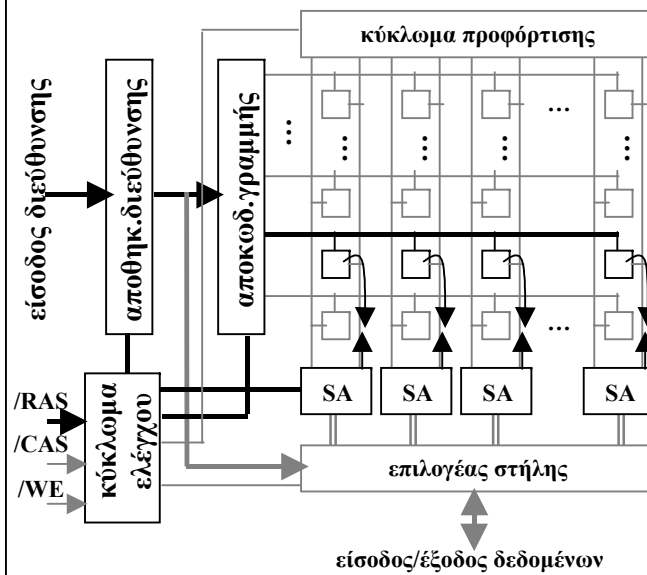 κύκλωμα προφόρτισης
είσοδος διεύθυνσης
αποθηκ.διεύθυνσης
αποκωδ.γραμμής
...
...
...
...
...
...
...
...
/RAS
/CAS
/WE
κύκλωμα
ελέγχου
SA
SA
SA
SA
επιλογέας στήλης
είσοδος/έξοδος δεδομένων